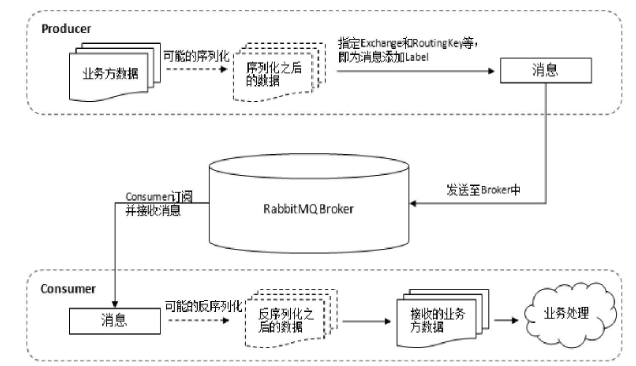 Producer
业务方数据
可能的序列化
序列化之后
的数据
指定Exchange和RoutingKey等，
即为消息添加Label
消息
Consumer订阅
并接收消息
RabbitMQBroker
发送至Broker中
Consumer
消息
可能的反序列化
反序列化之
后的数据
接收的业务
方数据
业务处理